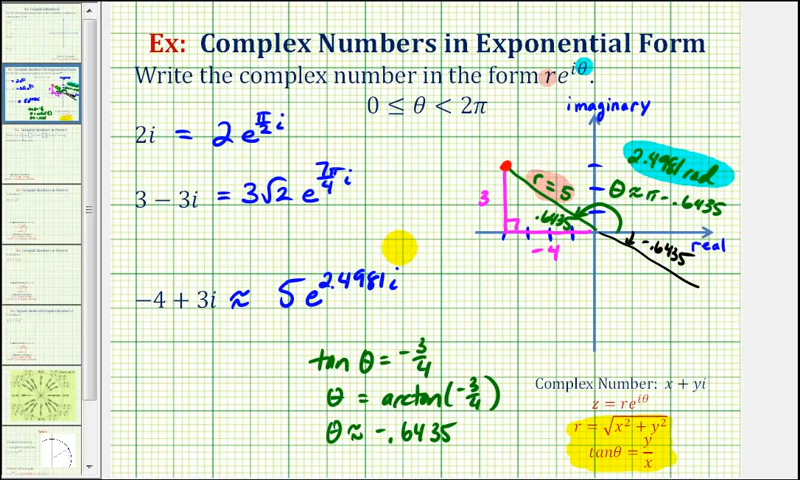 Ex: Complex Numbers in Exponential Form
Write the complex number in the form re^{iθ}.
0 ≤ θ < 2π
imaginary
2i = 2e^{π/2 i}
2.4981 rad
θ ≈ π - .6435
r = 5
3 − 3i = 3√2 e^{7π/4 i}
3
.6435
-.6435
real
-4
−4 + 3i ≈ 5e^{2.4981 i}
tan θ = -3/4
θ = arctan(-3/4)
θ ≈ -.6435
Complex Number: x + yi
z = re^{iθ}
r = √(x² + y²)
tanθ = y/x